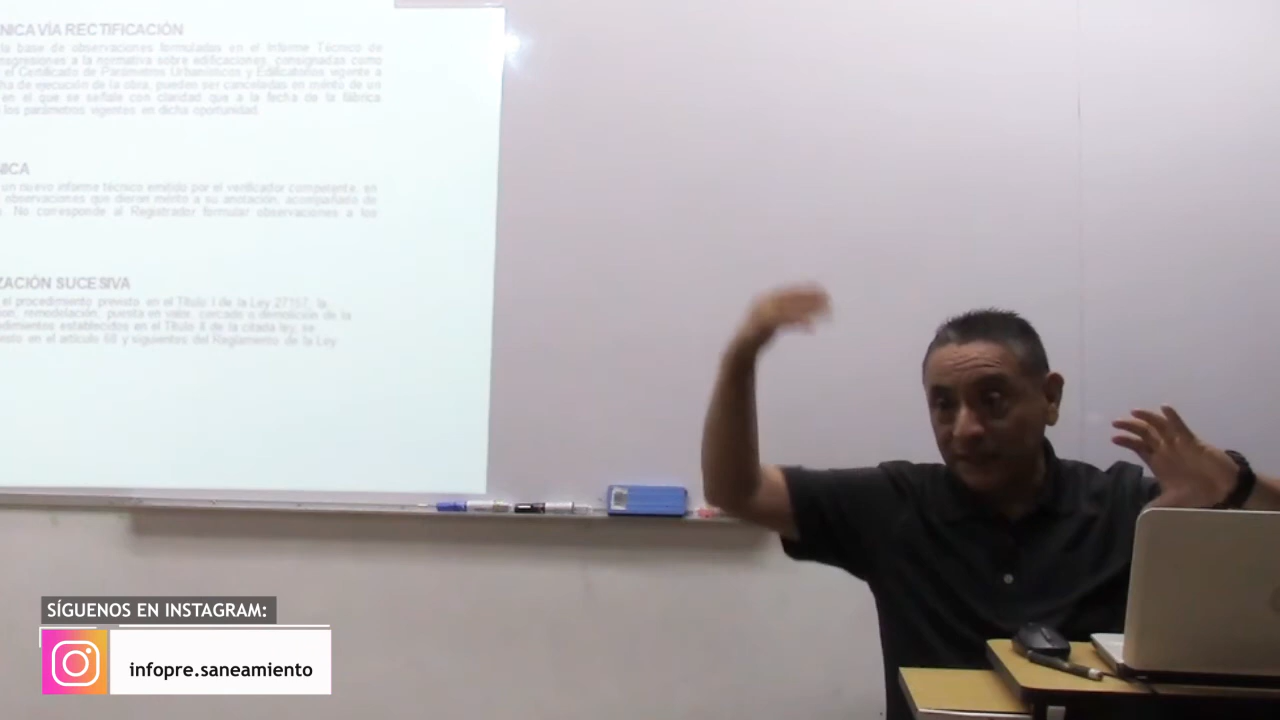 NICA VÍA RECTIFICACIÓN
la base de observaciones formuladas en el Informe Técnico de
transgresiones a la normativa sobre edificaciones, consignadas como
el Certificado de Parámetros Urbanísticos y Edificatorios vigente a
ha de ejecución de la obra, pueden ser canceladas en mérito de un
en el que se señale con claridad que a la fecha de la fábrica
los parámetros vigentes en dicha oportunidad.
NICA
un nuevo informe técnico emitido por el verificador competente, en
observaciones que dieron mérito a su anotación, acompañada de
No corresponde al Registrador formular observaciones a los
ZACIÓN SUCESIVA
el procedimiento previsto en el Título I de la Ley 27157, la
remodelación, puesta en valor, cercado o demolición de la
edimientos establecidos en el Título II de la citada ley, se
isto en el artículo 68 y siguientes del Reglamento de la Ley
SÍGUENOS EN INSTAGRAM:
infopre.saneamiento